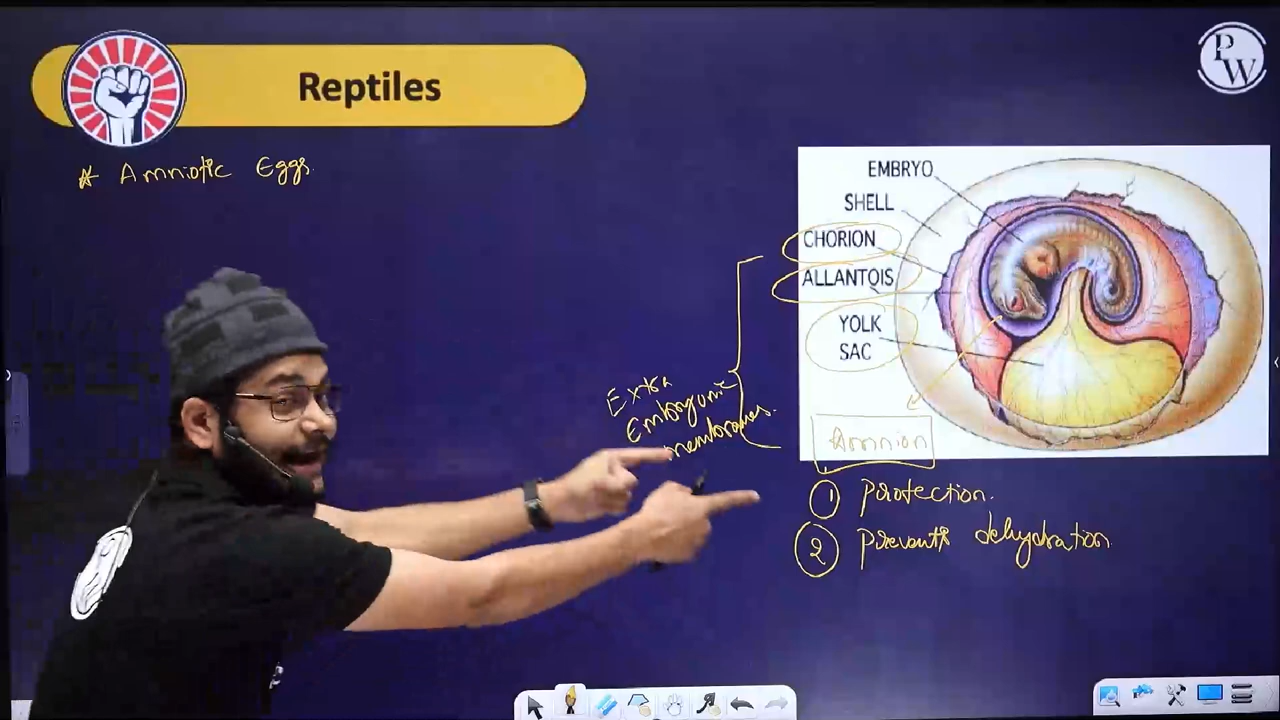 Reptiles
PW
* Amniotic Eggs.
EMBRYO
SHELL
CHORION
ALLANTOIS
YOLK
SAC
Extra
Embryonic
membranes.
Amnion
1 Protection.
2 Prevents dehydration.